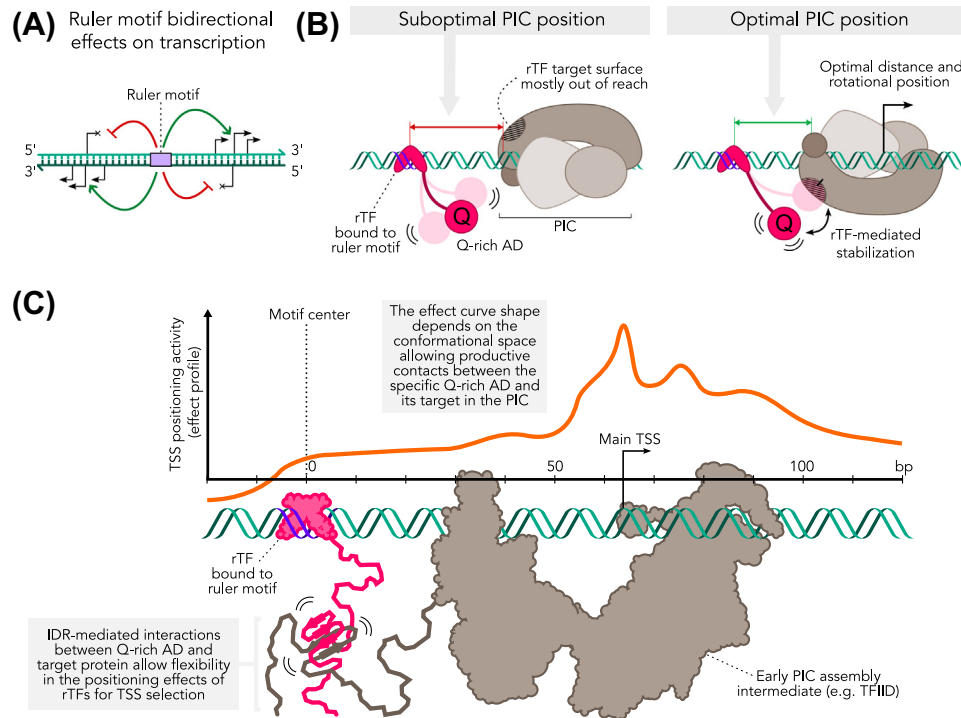 (A)
Ruler motif bidirectional
effects on transcription
Ruler motif
5'
3'
3'
5'
(B)
Suboptimal PIC position
rTF target surface
mostly out of reach
rTF
bound to
ruler motif
Q
Q-rich AD
PIC
Optimal PIC position
Optimal distance and
rotational position
Q
rTF-mediated
stabilization
(C)
TSS positioning activity
(effect profile)
Motif center
The effect curve shape
depends on the
conformational space
allowing productive
contacts between the
specific Q-rich AD and
its target in the PIC
Main TSS
0
50
100
bp
rTF
bound to
ruler motif
IDR-mediated interactions
between Q-rich AD and
target protein allow flexibility
in the positioning effects of
rTFs for TSS selection
Early PIC assembly
intermediate (e.g. TFIID)